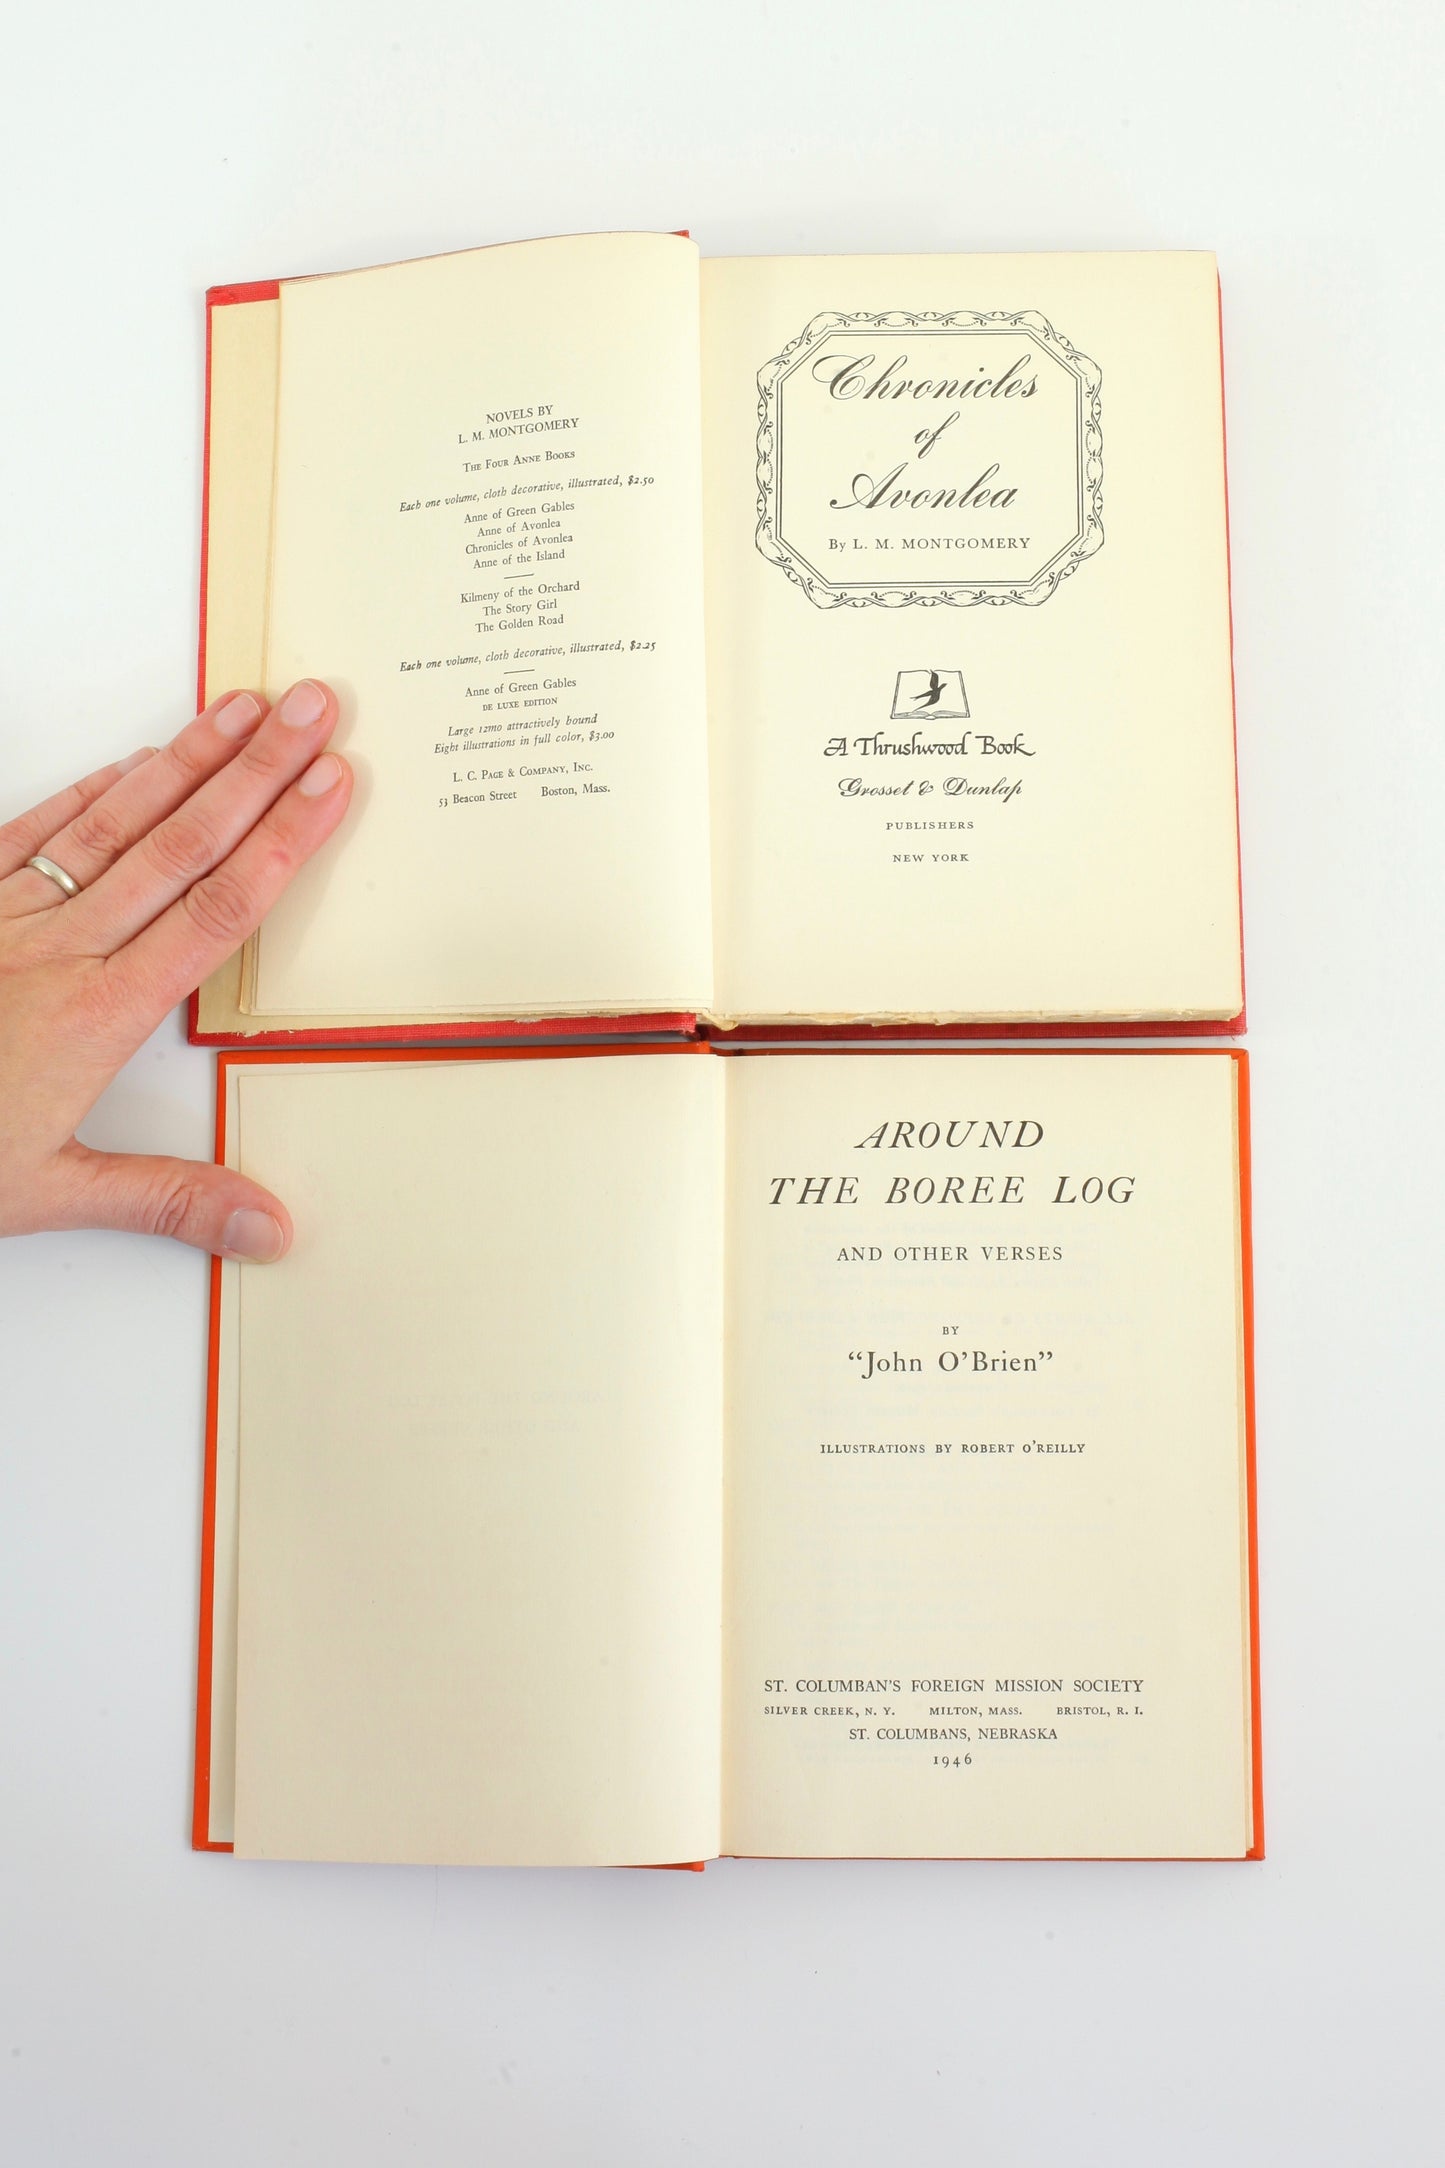 NOVELS BY
L. M. MONTGOMERY
The Four Anne Books
Each one volume, cloth decorative, illustrated, $2.50
Anne of Green Gables
Anne of Avonlea
Chronicles of Avonlea
Anne of the Island
Kilmeny of the Orchard
The Story Girl
The Golden Road
Each one volume, cloth decorative, illustrated, $2.25
Anne of Green Gables
DE LUXE EDITION
Large 12mo attractively bound
Eight illustrations in full color, $3.00
L. C. Page & Company, Inc.
53 Beacon Street Boston, Mass.
Chronicles
of
Avonlea
By L. M. MONTGOMERY
A Thrushwood Book
Grosset & Dunlap
PUBLISHERS
NEW YORK
AROUND
THE BOREE LOG
AND OTHER VERSES
BY
“John O’Brien”
ILLUSTRATIONS BY ROBERT O’REILLY
ST. COLUMBAN’S FOREIGN MISSION SOCIETY
SILVER CREEK, N. Y. MILTON, MASS. BRISTOL, R. I.
ST. COLUMBANS, NEBRASKA
1946